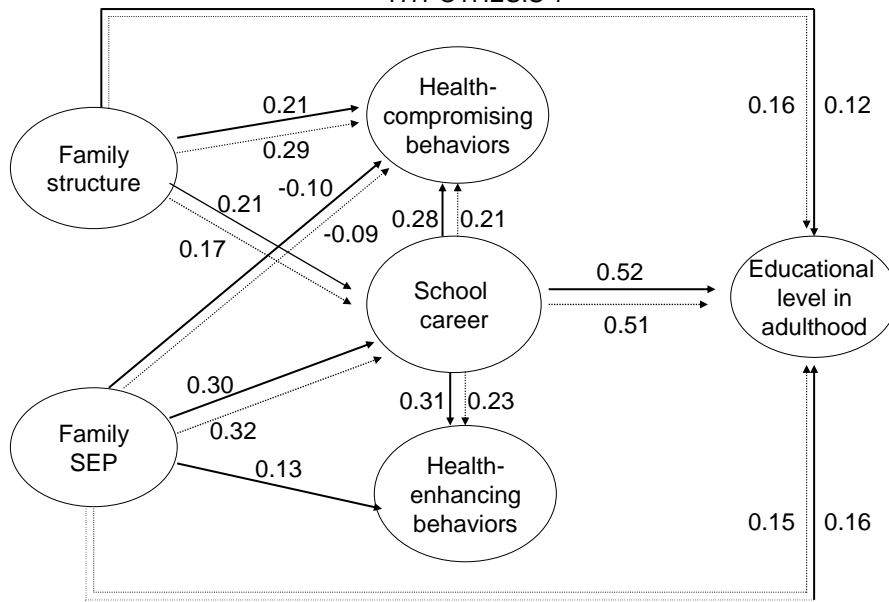 0.16
0.12
Health-
compromising
behaviors
0.21
0.29
Family
structure
-0.10
0.21
-0.09
0.17
0.28
0.21
School
career
0.52
0.51
Educational
level in
adulthood
0.30
0.32
0.31
0.23
Family
SEP
0.13
Health-
enhancing
behaviors
0.15
0.16